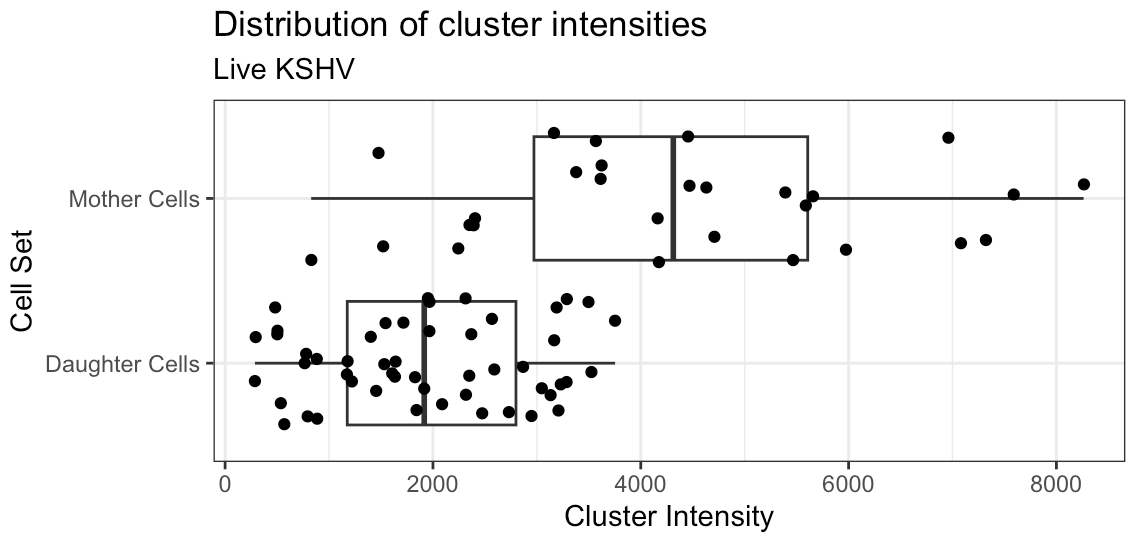 Distribution of cluster intensities
Live KSHV
Cell Set
Mother Cells
Daughter Cells
0 2000 4000 6000 8000
Cluster Intensity